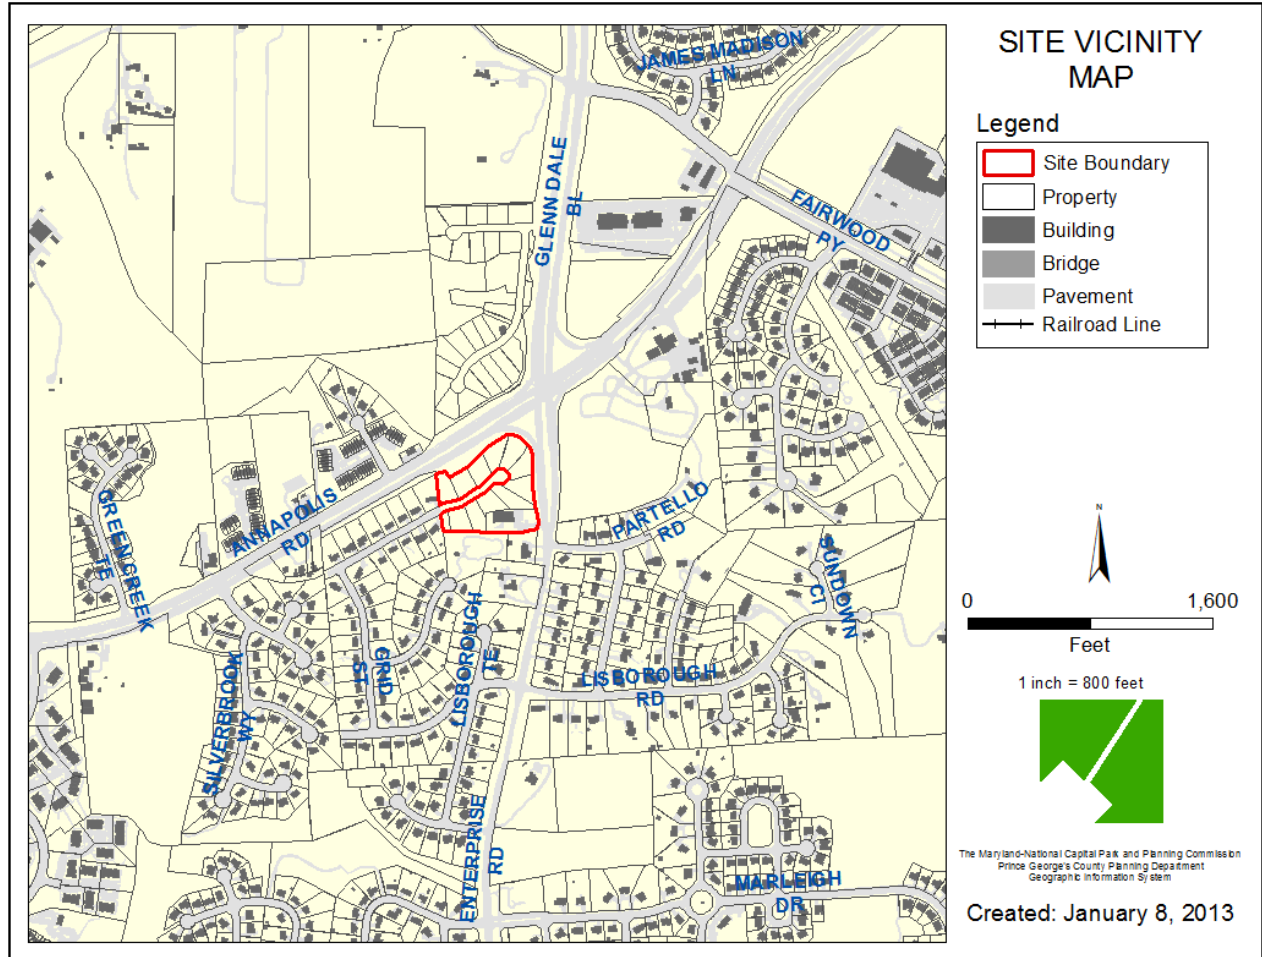 SITE VICINITY
MAP
Legend
Site Boundary
Property
Building
Bridge
Pavement
Railroad Line
JAMES MADISON
LN
GLENN DALE
BL
FAIRWOOD
PY
ANNAPOLIS
RD
GREENCREEK
TE
PARTELLO
RD
SUNDOWN
CT
GRID
ST
LISBOROUGH
TE
LISBOROUGH
RD
SILVERBROOK
WY
ENTERPRISE
RD
MARLEIGH
DR
N
0 1,600
Feet
1 inch = 800 feet
The Maryland-National Capital Park and Planning Commission
Prince George's County Planning Department
Geographic Information System
Created: January 8, 2013